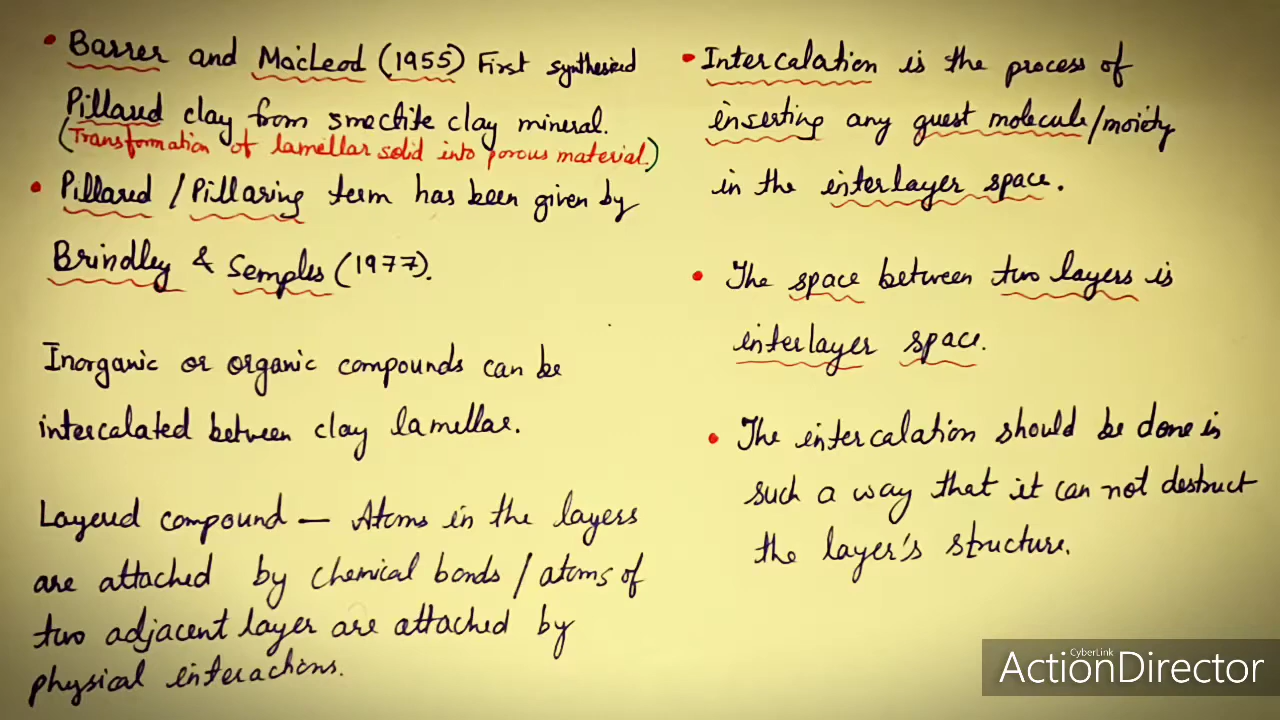 • Barrer and MacLeod (1955) First synthesized
Pillared clay from smectite clay mineral.
(Transformation of lamellar solid into porous material.)
• Pillared / Pillaring term has been given by
Brindley & Semples (1977).
Inorganic or organic compounds can be
intercalated between clay lamellar.
Layered compound — Atoms in the layers
are attached by chemical bonds / atoms of
two adjacent layer are attached by
physical interactions.
• Intercalation is the process of
inserting any guest molecule/moiety
in the interlayer space.
• The space between two layers is
interlayer space.
• The intercalation should be done in
such a way that it can not destruct
the layer's structure.
CyberLink
ActionDirector